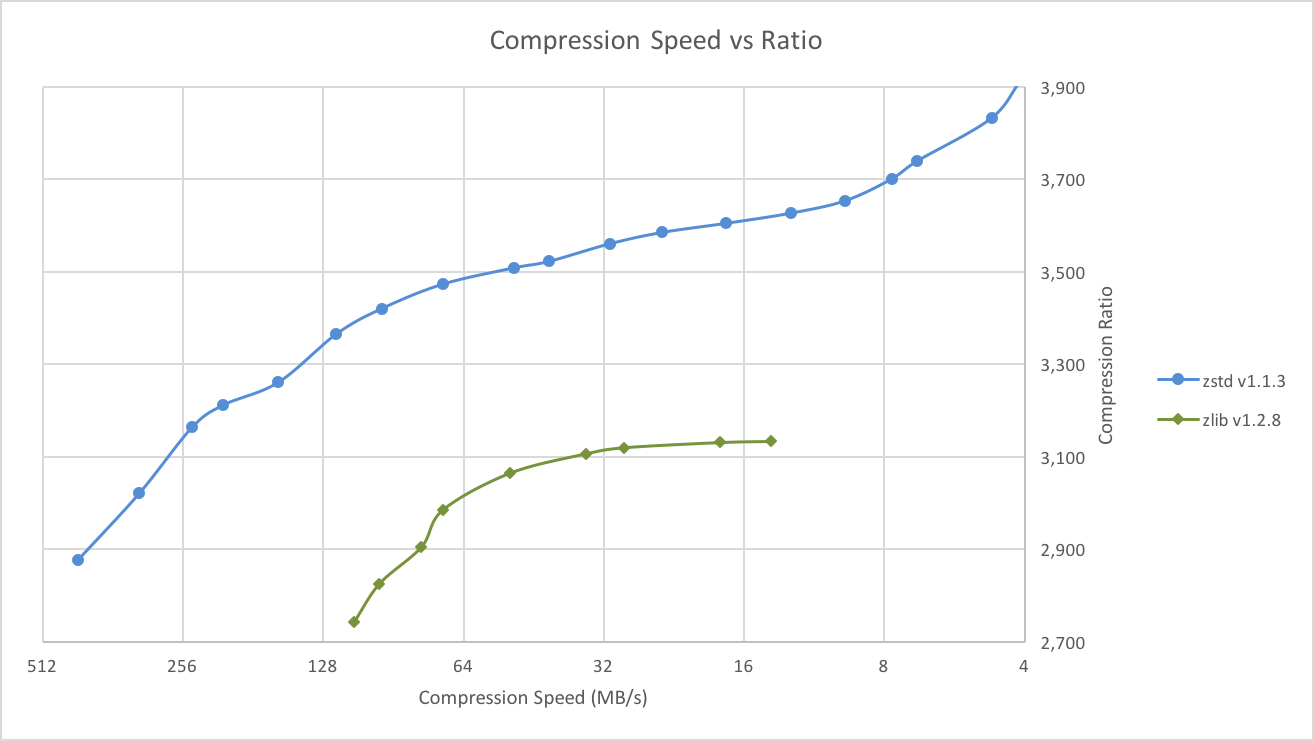 Compression Speed vs Ratio
3,900
3,700
3,500
3,300
3,100
2,900
2,700
Compression Ratio
zstd v1.1.3
zlib v1.2.8
512 256 128 64 32 16 8 4
Compression Speed (MB/s)